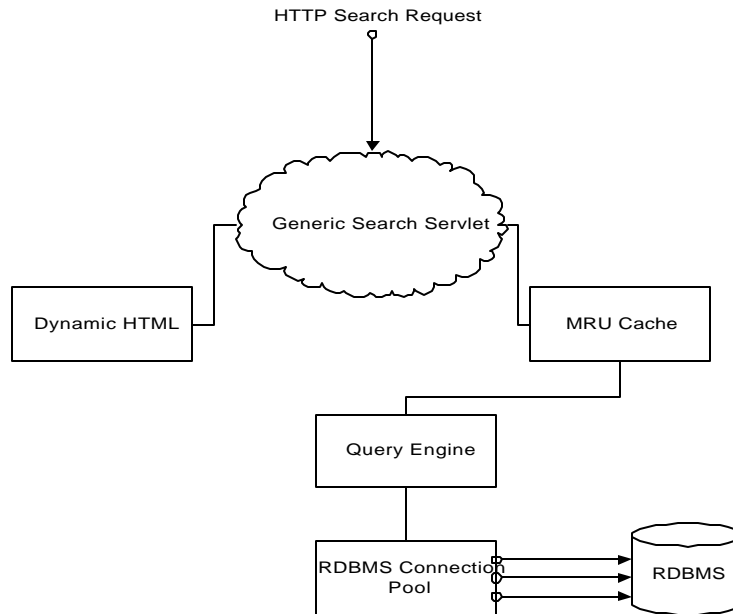 HTTP Search Request
Generic Search Servlet
Dynamic HTML
MRU Cache
Query Engine
RDBMS Connection
Pool
RDBMS